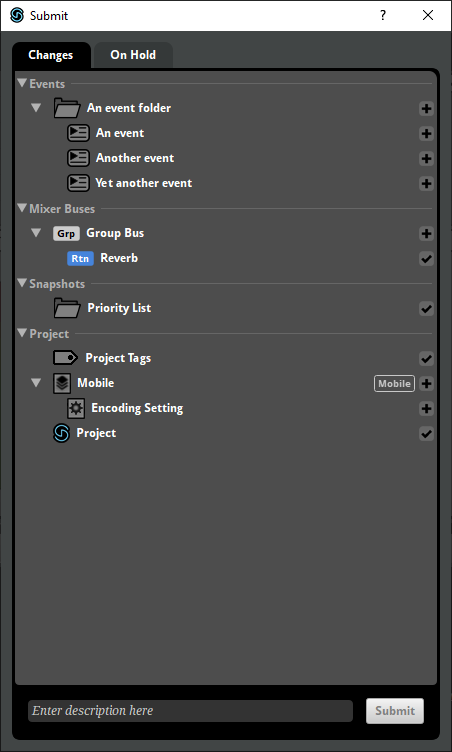 Submit
?
Changes
On Hold
Events
An event folder
An event
Another event
Yet another event
Mixer Buses
Grp Group Bus
Rtn Reverb
Snapshots
Priority List
Project
Project Tags
Mobile Mobile
Encoding Setting
Project
Enter description here
Submit